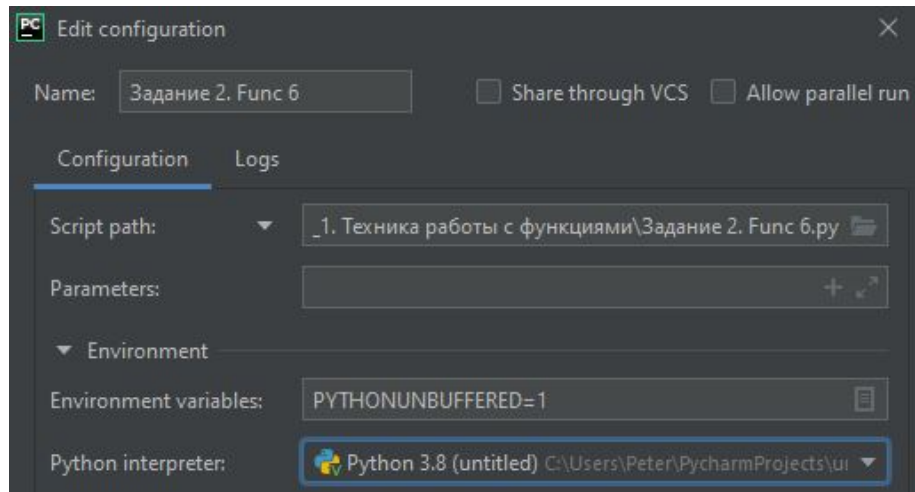 PC Edit configuration
Name: Задание 2. Func 6 Share through VCS Allow parallel run
Configuration Logs
Script path: _1. Техника работы с функциями\Задание 2. Func 6.py
Parameters:
Environment
Environment variables: PYTHONUNBUFFERED=1
Python interpreter: Python 3.8 (untitled) C:\Users\Peter\PycharmProjects\